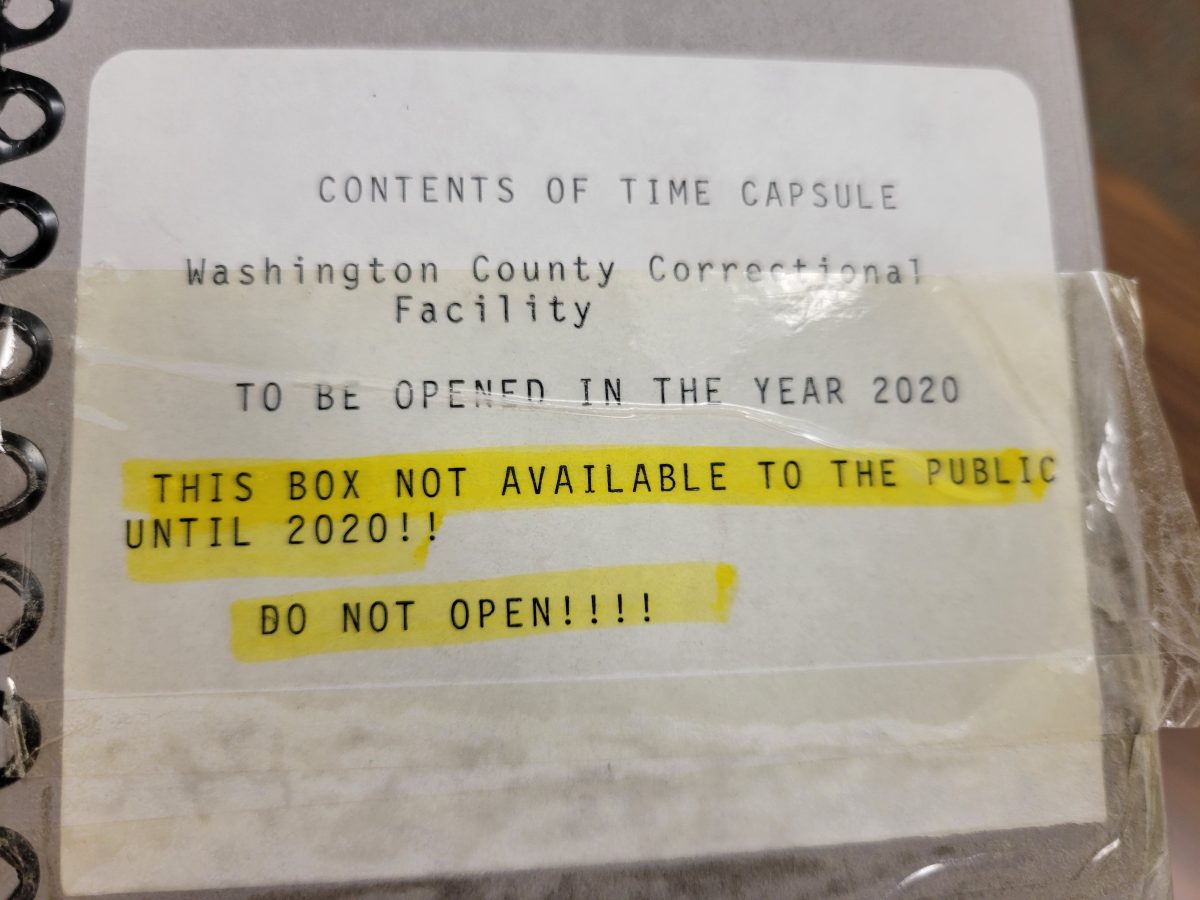 CONTENTS OF TIME CAPSULE
Washington County Correctional
Facility
TO BE OPENED IN THE YEAR 2020
THIS BOX NOT AVAILABLE TO THE PUBLIC
UNTIL 2020!!
DO NOT OPEN!!!!